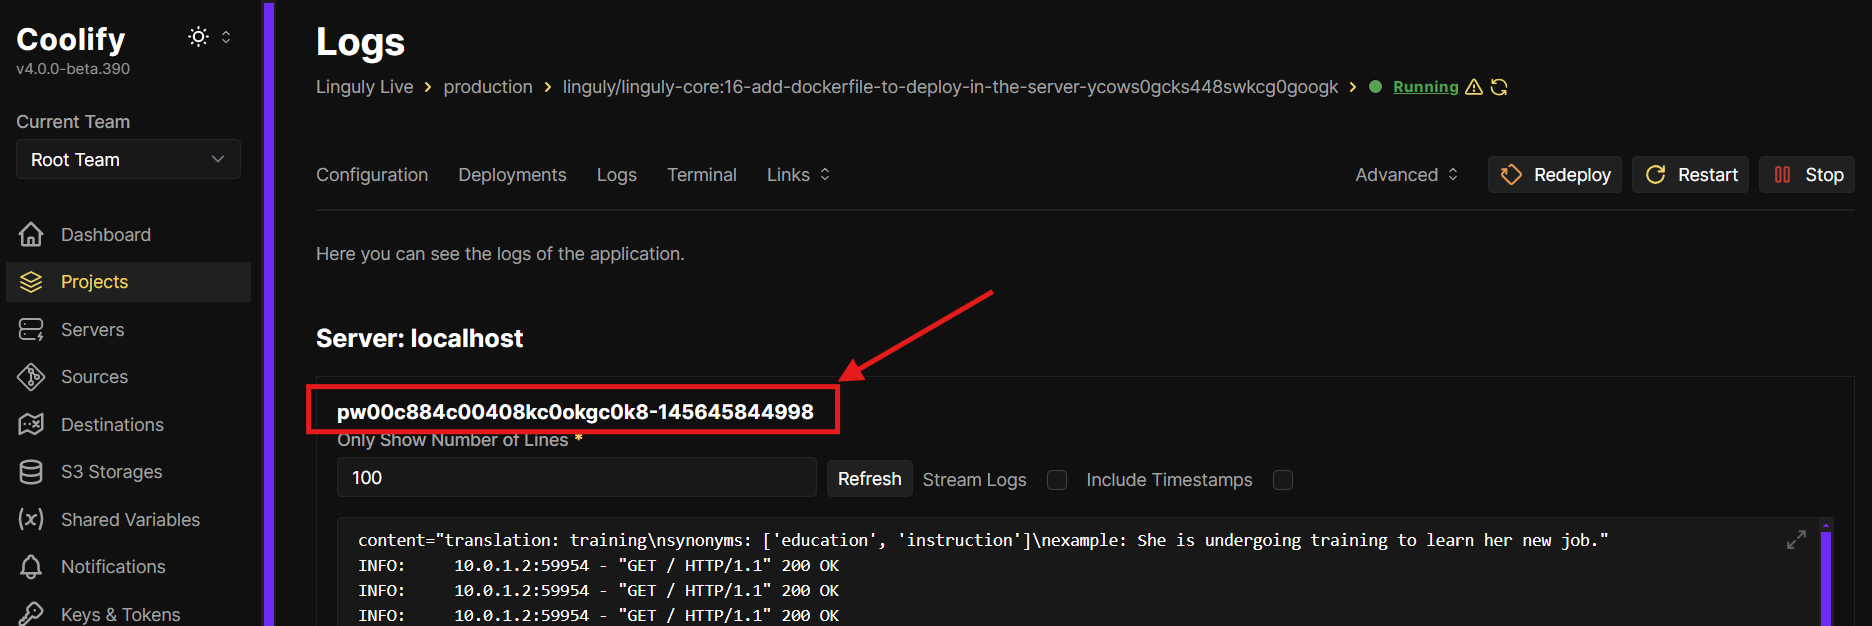 Coolify
v4.0.0-beta.390
Current Team
Root Team
Dashboard
Projects
Servers
Sources
Destinations
S3 Storages
Shared Variables
Notifications
Keys & Tokens
Logs
Linguly Live > production > linguly/linguly-core:16-add-dockerfile-to-deploy-in-the-server-ycows0gcks448swkcg0googk > Running
Configuration Deployments Logs Terminal Links Advanced Redeploy Restart Stop
Here you can see the logs of the application.
Server: localhost
pw00c884c00408kc0okgc0k8-145645844998
Only Show Number of Lines *
100 Refresh Stream Logs Include Timestamps
content="translation: training\nsynonyms: ['education', 'instruction']\nexample: She is undergoing training to learn her new job."
INFO: 10.0.1.2:59954 - "GET / HTTP/1.1" 200 OK
INFO: 10.0.1.2:59954 - "GET / HTTP/1.1" 200 OK
INFO: 10.0.1.2:59954 - "GET / HTTP/1.1" 200 OK